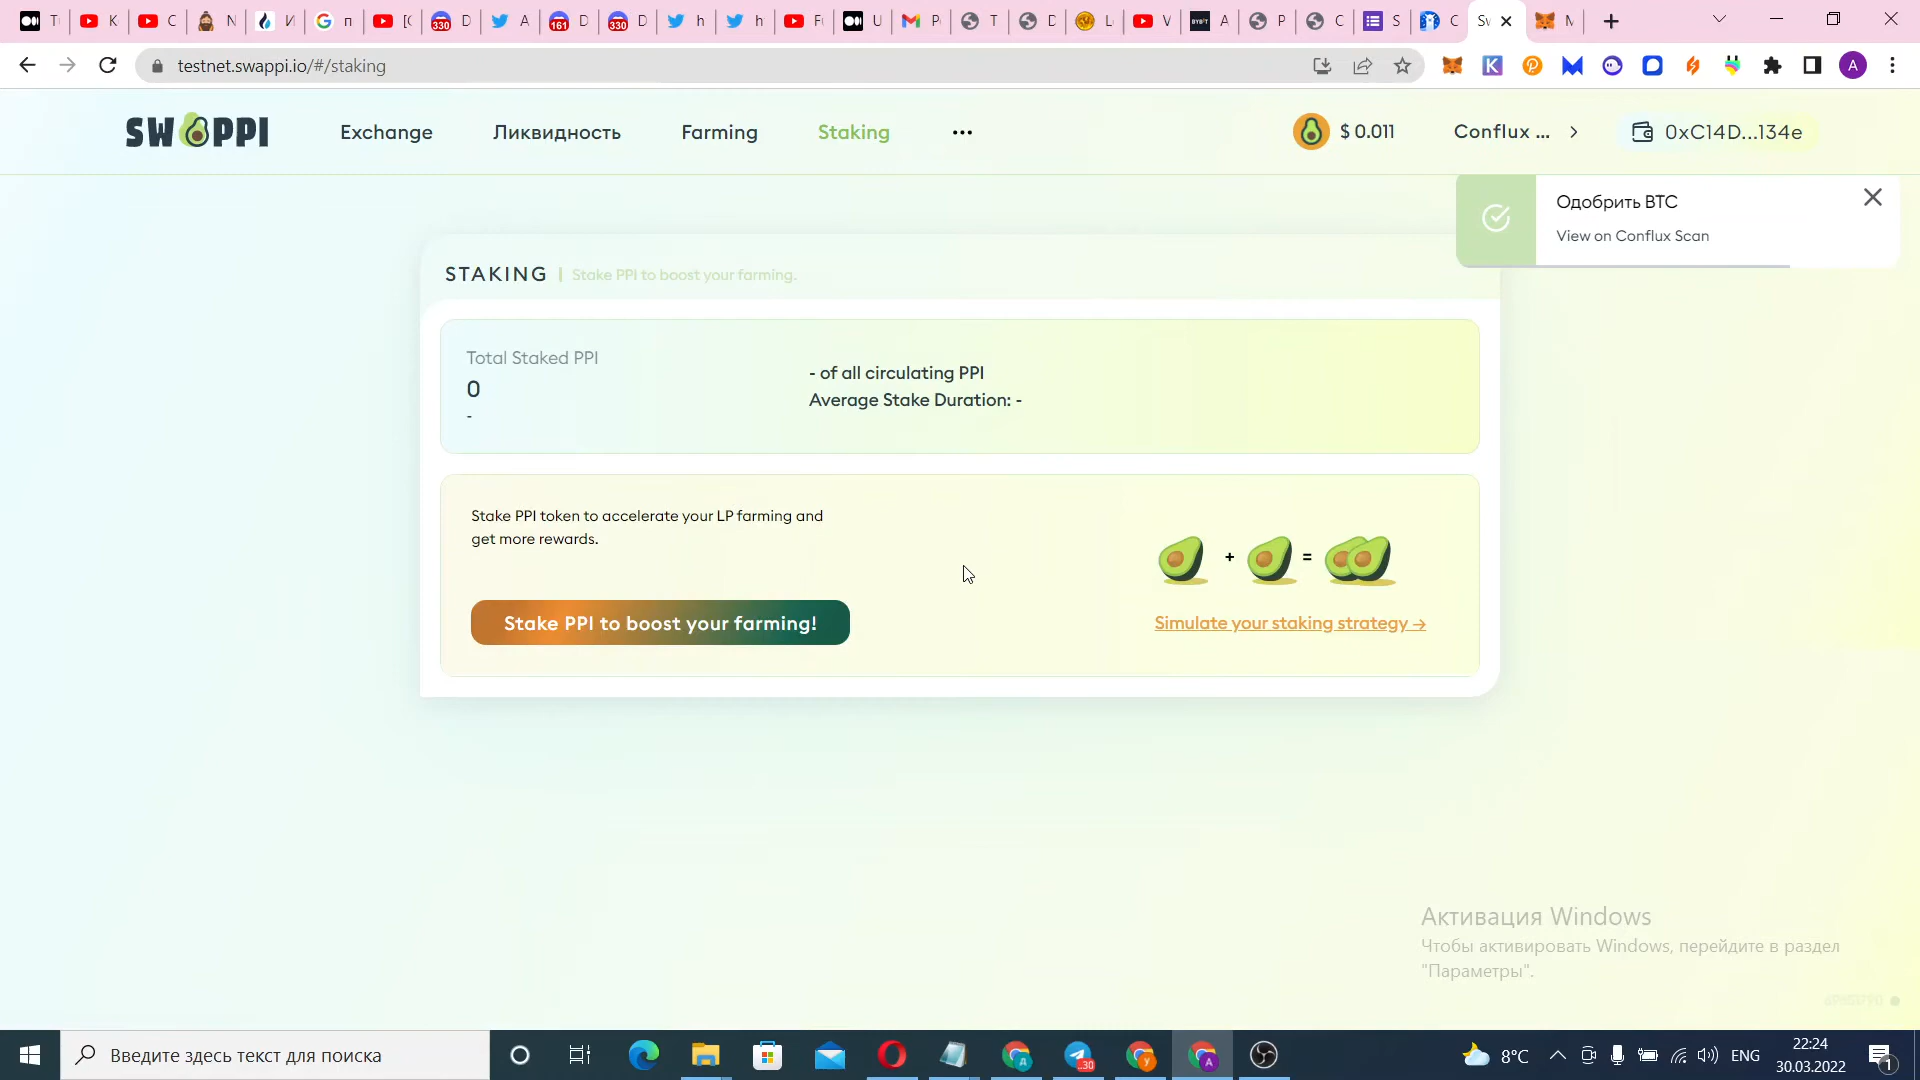 testnet.swappi.io/#/staking
SWAPPI
Exchange
Ликвидность
Farming
Staking
$ 0.011
Conflux ...
0xC14D...134e
Одобрить BTC
View on Conflux Scan
STAKING
Stake PPI to boost your farming.
Total Staked PPI
0
-
- of all circulating PPI
Average Stake Duration: -
Stake PPI token to accelerate your LP farming and
get more rewards.
+
=
Stake PPI to boost your farming!
Simulate your staking strategy →
Активация Windows
Чтобы активировать Windows, перейдите в раздел
"Параметры".
Введите здесь текст для поиска
30
8°C
ENG
22:24
30.03.2022
1